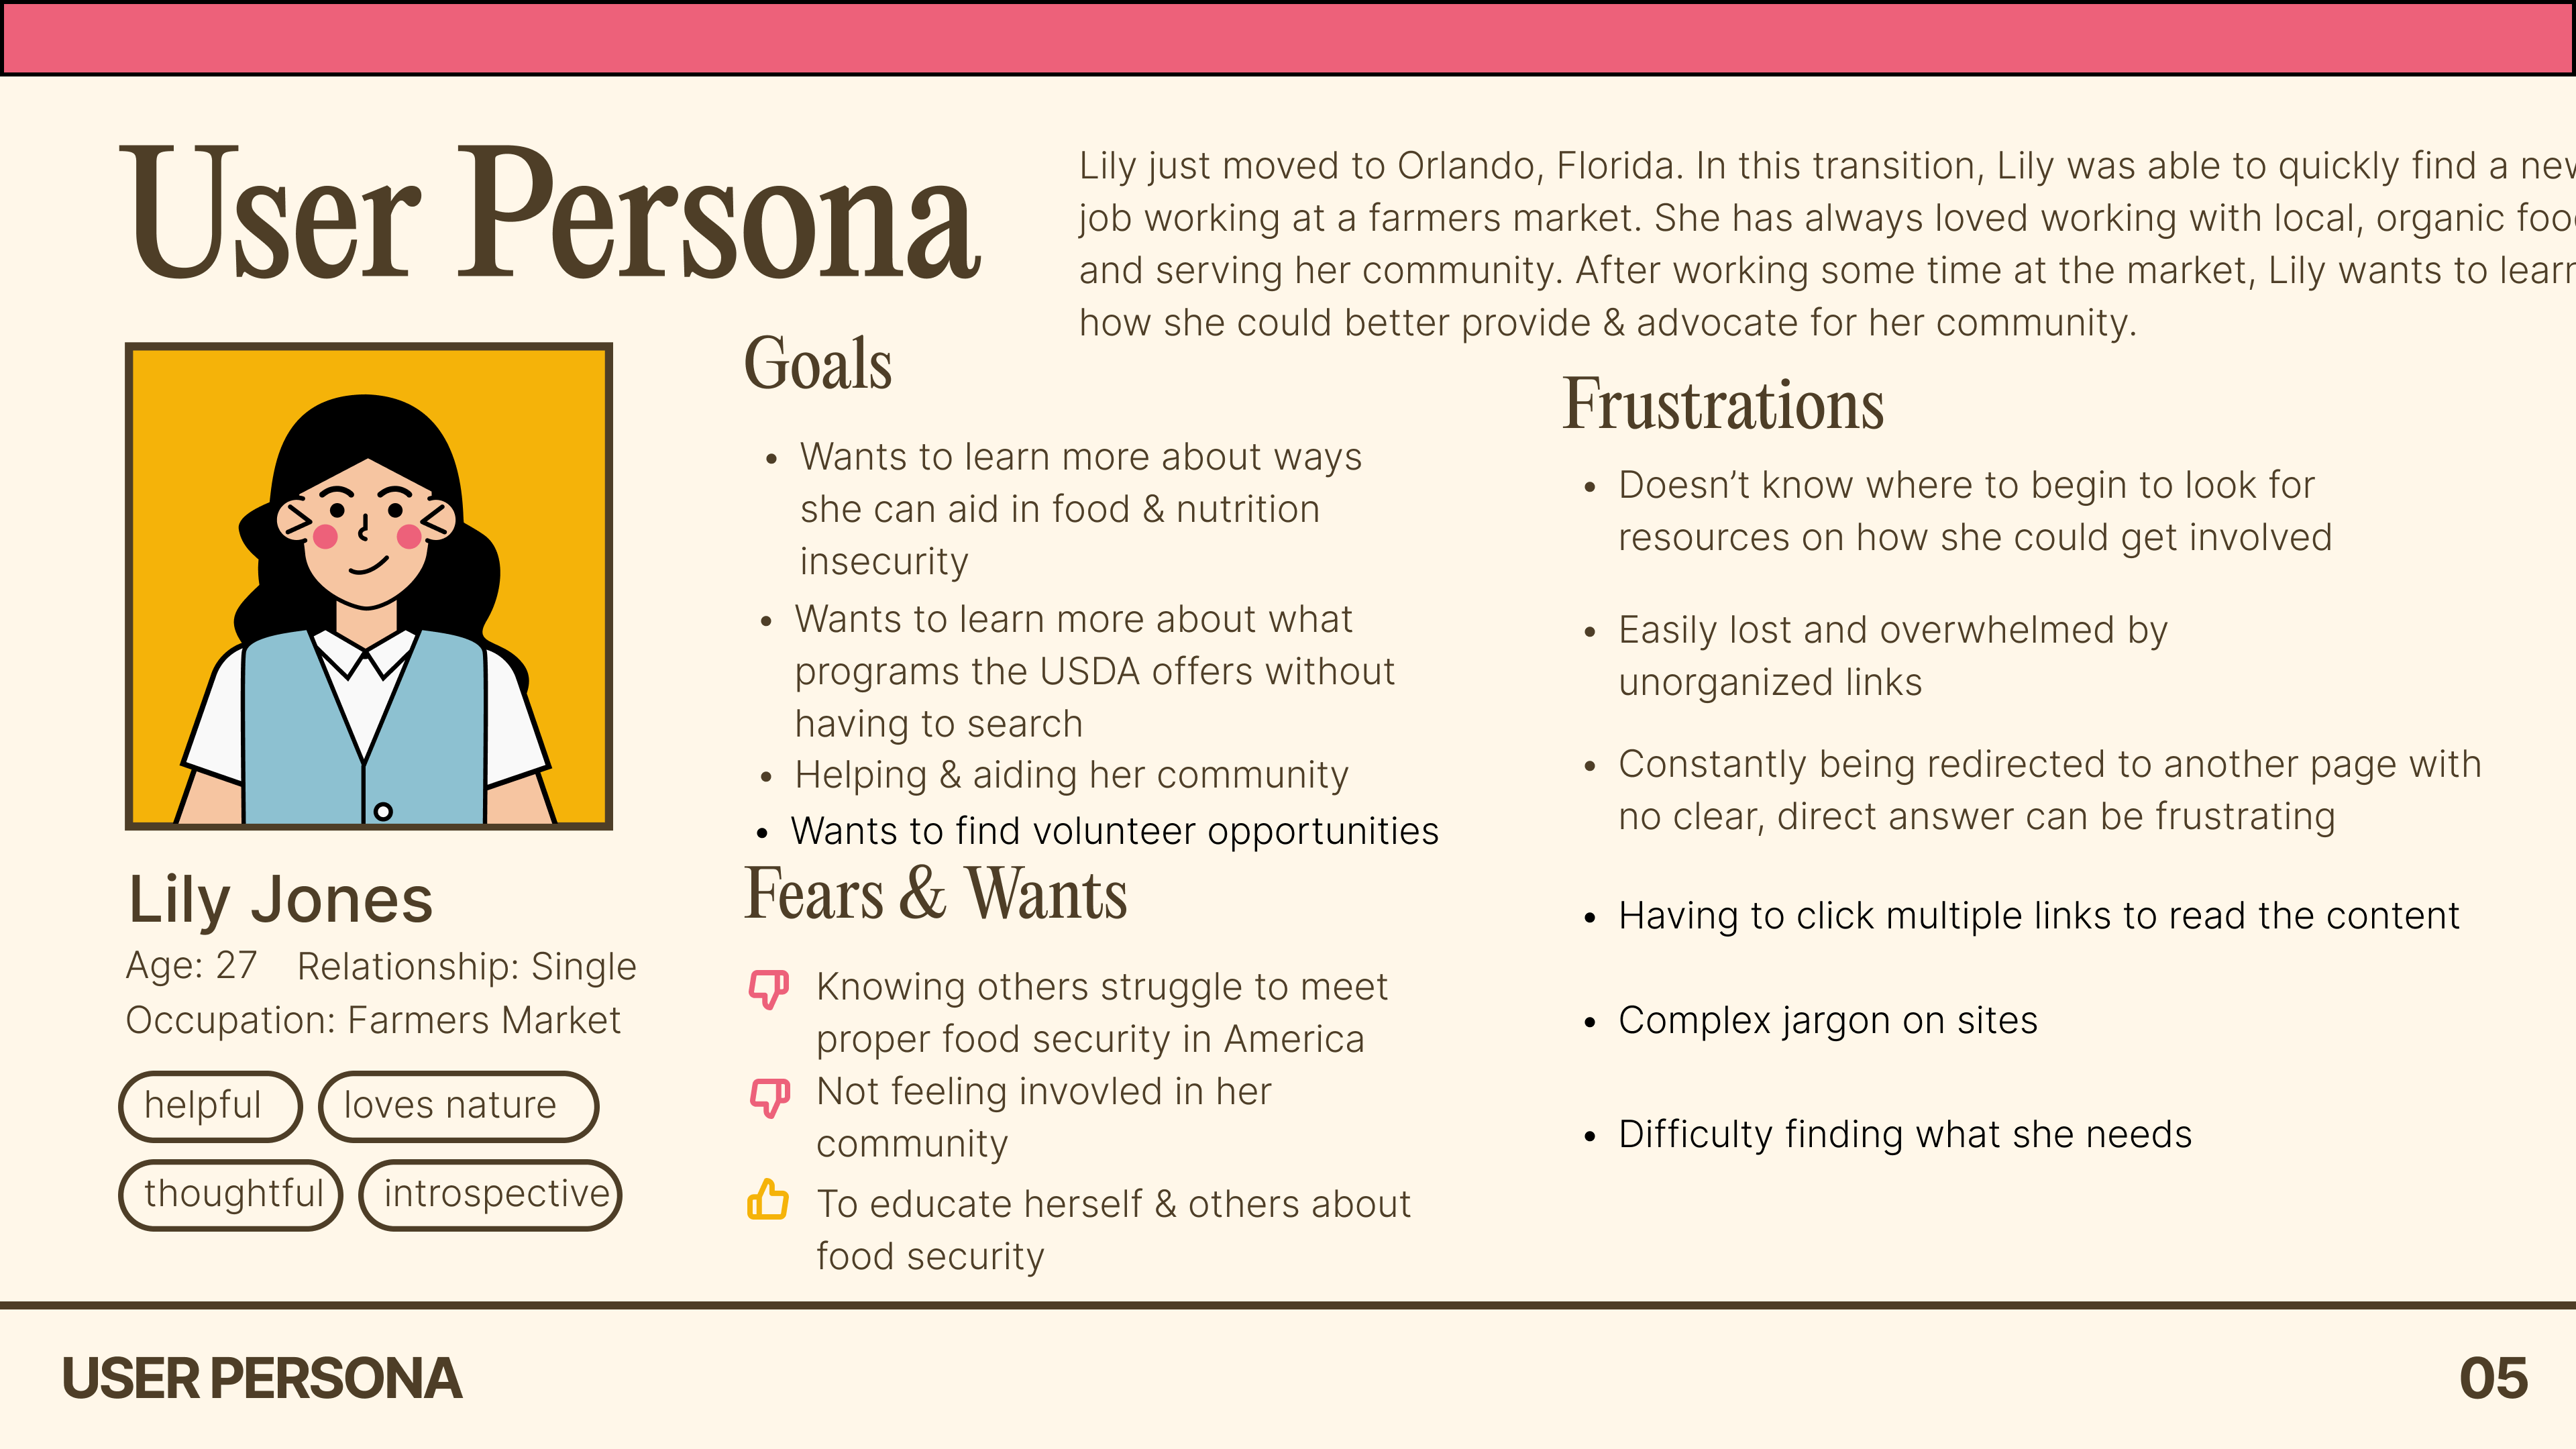 User Persona
Lily just moved to Orlando, Florida. In this transition, Lily was able to quickly find a
job working at a farmers market. She has always loved working with local, organic
and serving her community. After working some time at the market, Lily wants to learn
how she could better provide & advocate for her community.
Lily Jones
Age: 27 Relationship: Single
Occupation: Farmers Market
helpful loves nature
thoughtful introspective
Goals
• Wants to learn more about ways
she can aid in food & nutrition
insecurity
• Wants to learn more about what
programs the USDA offers without
having to search
• Helping & aiding her community
• Wants to find volunteer opportunities
Fears & Wants
Knowing others struggle to meet
proper food security in America
Not feeling invovled in her
community
To educate herself & others about
food security
Frustrations
• Doesn’t know where to begin to look for
resources on how she could get involved
• Easily lost and overwhelmed by
unorganized links
• Constantly being redirected to another page with
no clear, direct answer can be frustrating
• Having to click multiple links to read the content
• Complex jargon on sites
• Difficulty finding what she needs
USER PERSONA
05